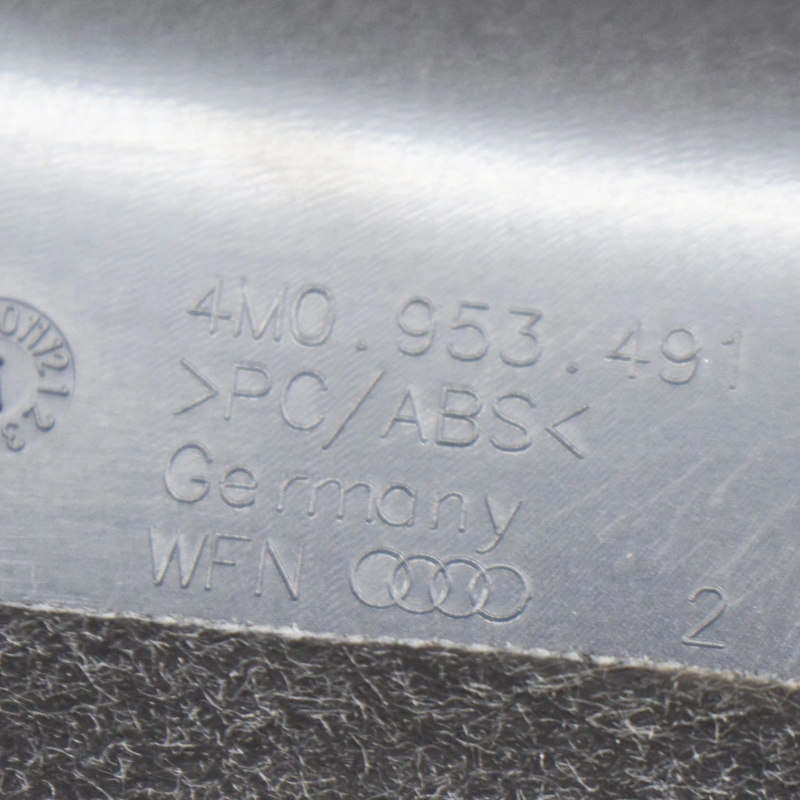 4M0.953.491
>PC/ABS<
Germany
WFN
2